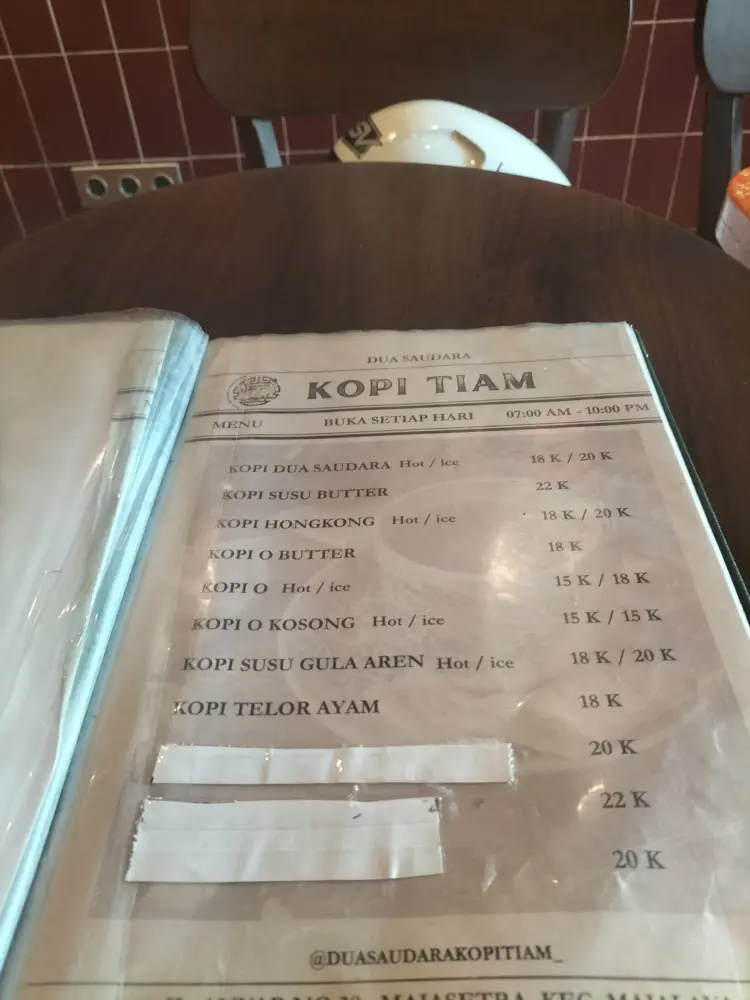 DUA SAUDARA
KOPI TIAM
MENU BUKA SETIAP HARI 07:00 AM - 10:00 PM
KOPI DUA SAUDARA Hot / ice 18 K / 20 K
KOPI SUSU BUTTER 22 K
KOPI HONGKONG Hot / ice 18 K / 20 K
KOPI O BUTTER 18 K
KOPI O Hot / ice 15 K / 18 K
KOPI O KOSONG Hot / ice 15 K / 15 K
KOPI SUSU GULA AREN Hot / ice 18 K / 20 K
KOPI TELOR AYAM 18 K
20 K
22 K
20 K
@DUASAUDARAKOPITIAM_